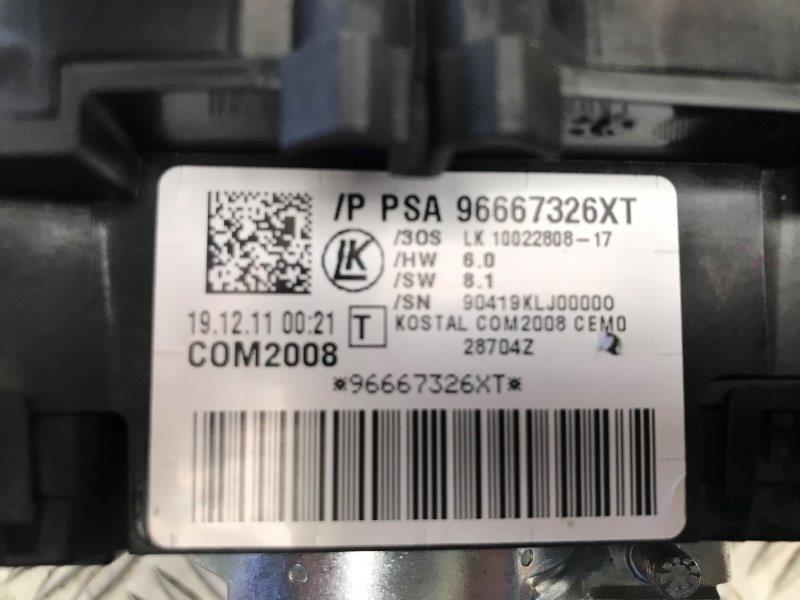 /P PSA 96667326XT
/3OS LK 10022808-17
LK
/HW 6.0
/SW 8.1
/SN 90419KLJ00000
19.12.11 00:21 T KOSTAL COM2008 CEM0
COM2008 28704Z
*96667326XT*